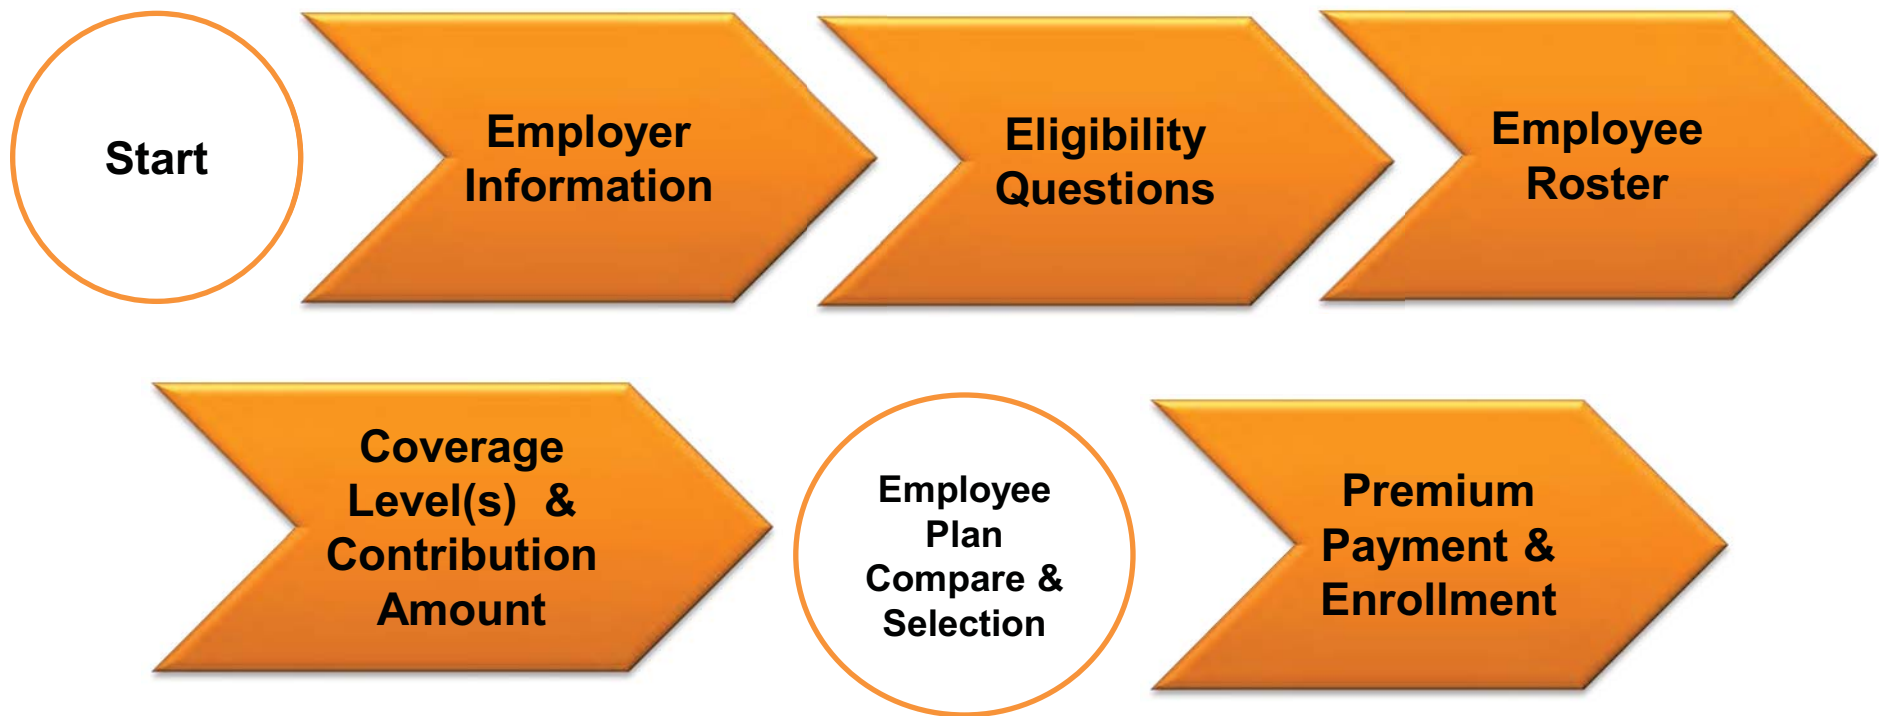 Start
Employer
Information
Eligibility
Questions
Employee
Roster
Coverage
Level(s) &
Contribution
Amount
Employee
Plan
Compare &
Selection
Premium
Payment &
Enrollment